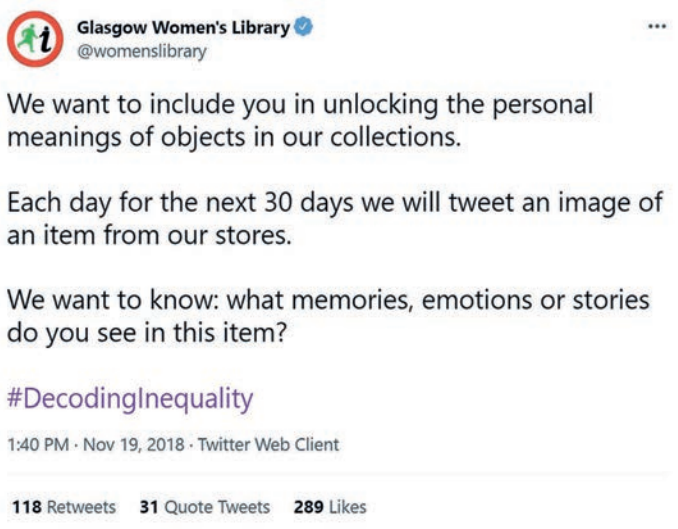 Glasgow Women's Library
@womenslibrary
We want to include you in unlocking the personal
meanings of objects in our collections.
Each day for the next 30 days we will tweet an image of
an item from our stores.
We want to know: what memories, emotions or stories
do you see in this item?
#DecodingInequality
1:40 PM · Nov 19, 2018 · Twitter Web Client
118 Retweets 31 Quote Tweets 289 Likes